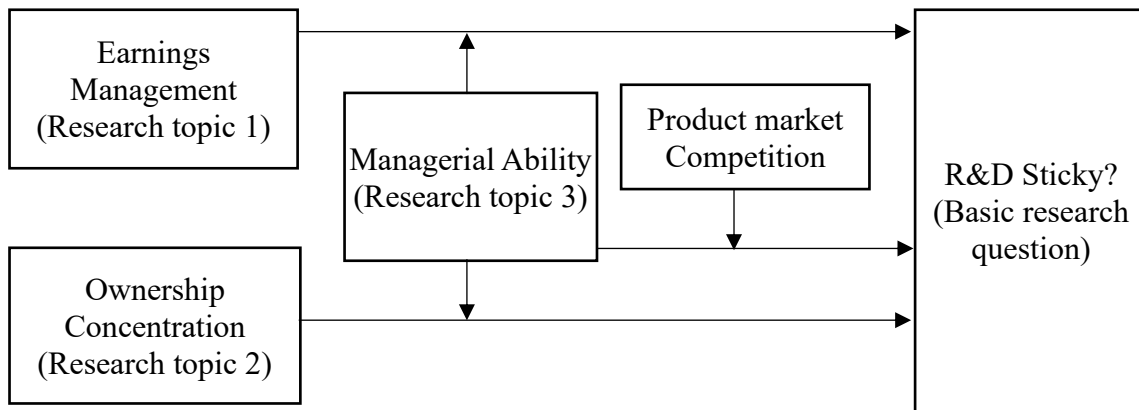 Earnings
Management
(Research topic 1)
Managerial Ability
(Research topic 3)
Product market
Competition
R&D Sticky?
(Basic research
question)
Ownership
Concentration
(Research topic 2)